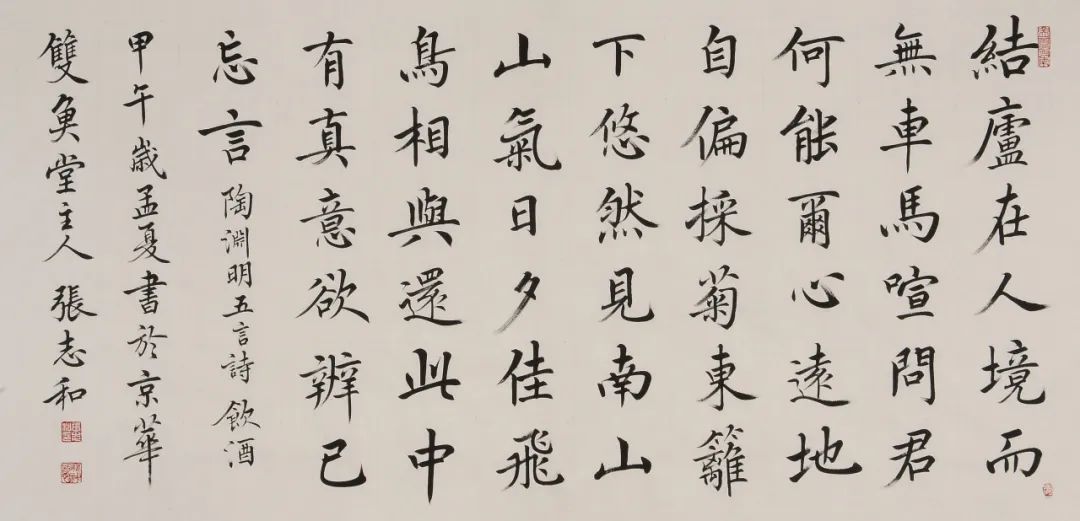 結廬在人境而
無車馬喧問君
何能爾心遠地
自偏採菊東籬
下悠然見南山
山氣日夕佳飛
鳥相與還此中
有真意欲辨已
忘言陶淵明五言詩飲酒
甲午歲孟夏書於京華
雙魚堂主人張志和